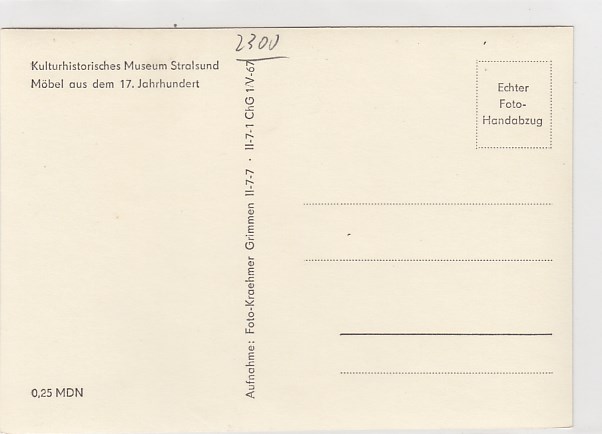 2300
Kulturhistorisches Museum Stralsund
Möbel aus dem 17. Jahrhundert
Echter
Foto-
Handabzug
Aufnahme: Foto-Kraehmer Grimmen II-7-7 · II-7-1 ChG 1/V-67
0,25 MDN